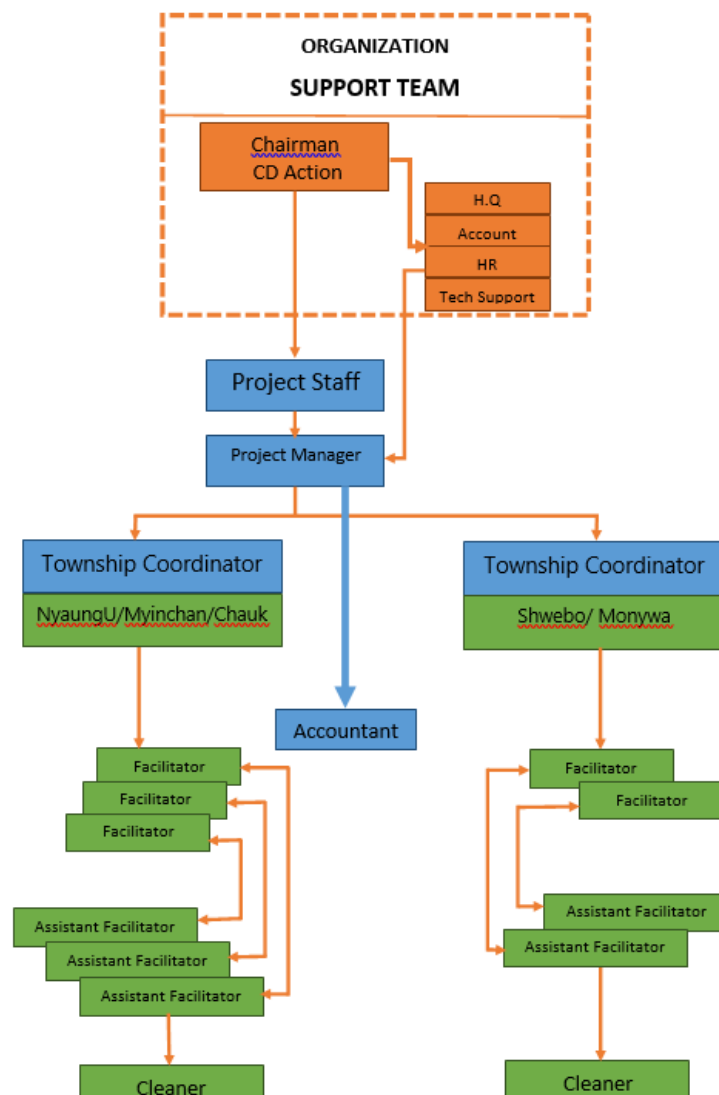 ORGANIZATION
SUPPORT TEAM
Chairman
CD Action
H.Q
Account
HR
Tech Support
Project Staff
Project Manager
Township Coordinator
NyaungU/Myinchan/Chauk
Township Coordinator
Shwebo/ Monywa
Accountant
Facilitator
Facilitator
Facilitator
Facilitator
Facilitator
Assistant Facilitator
Assistant Facilitator
Assistant Facilitator
Assistant Facilitator
Assistant Facilitator
Cleaner
Cleaner